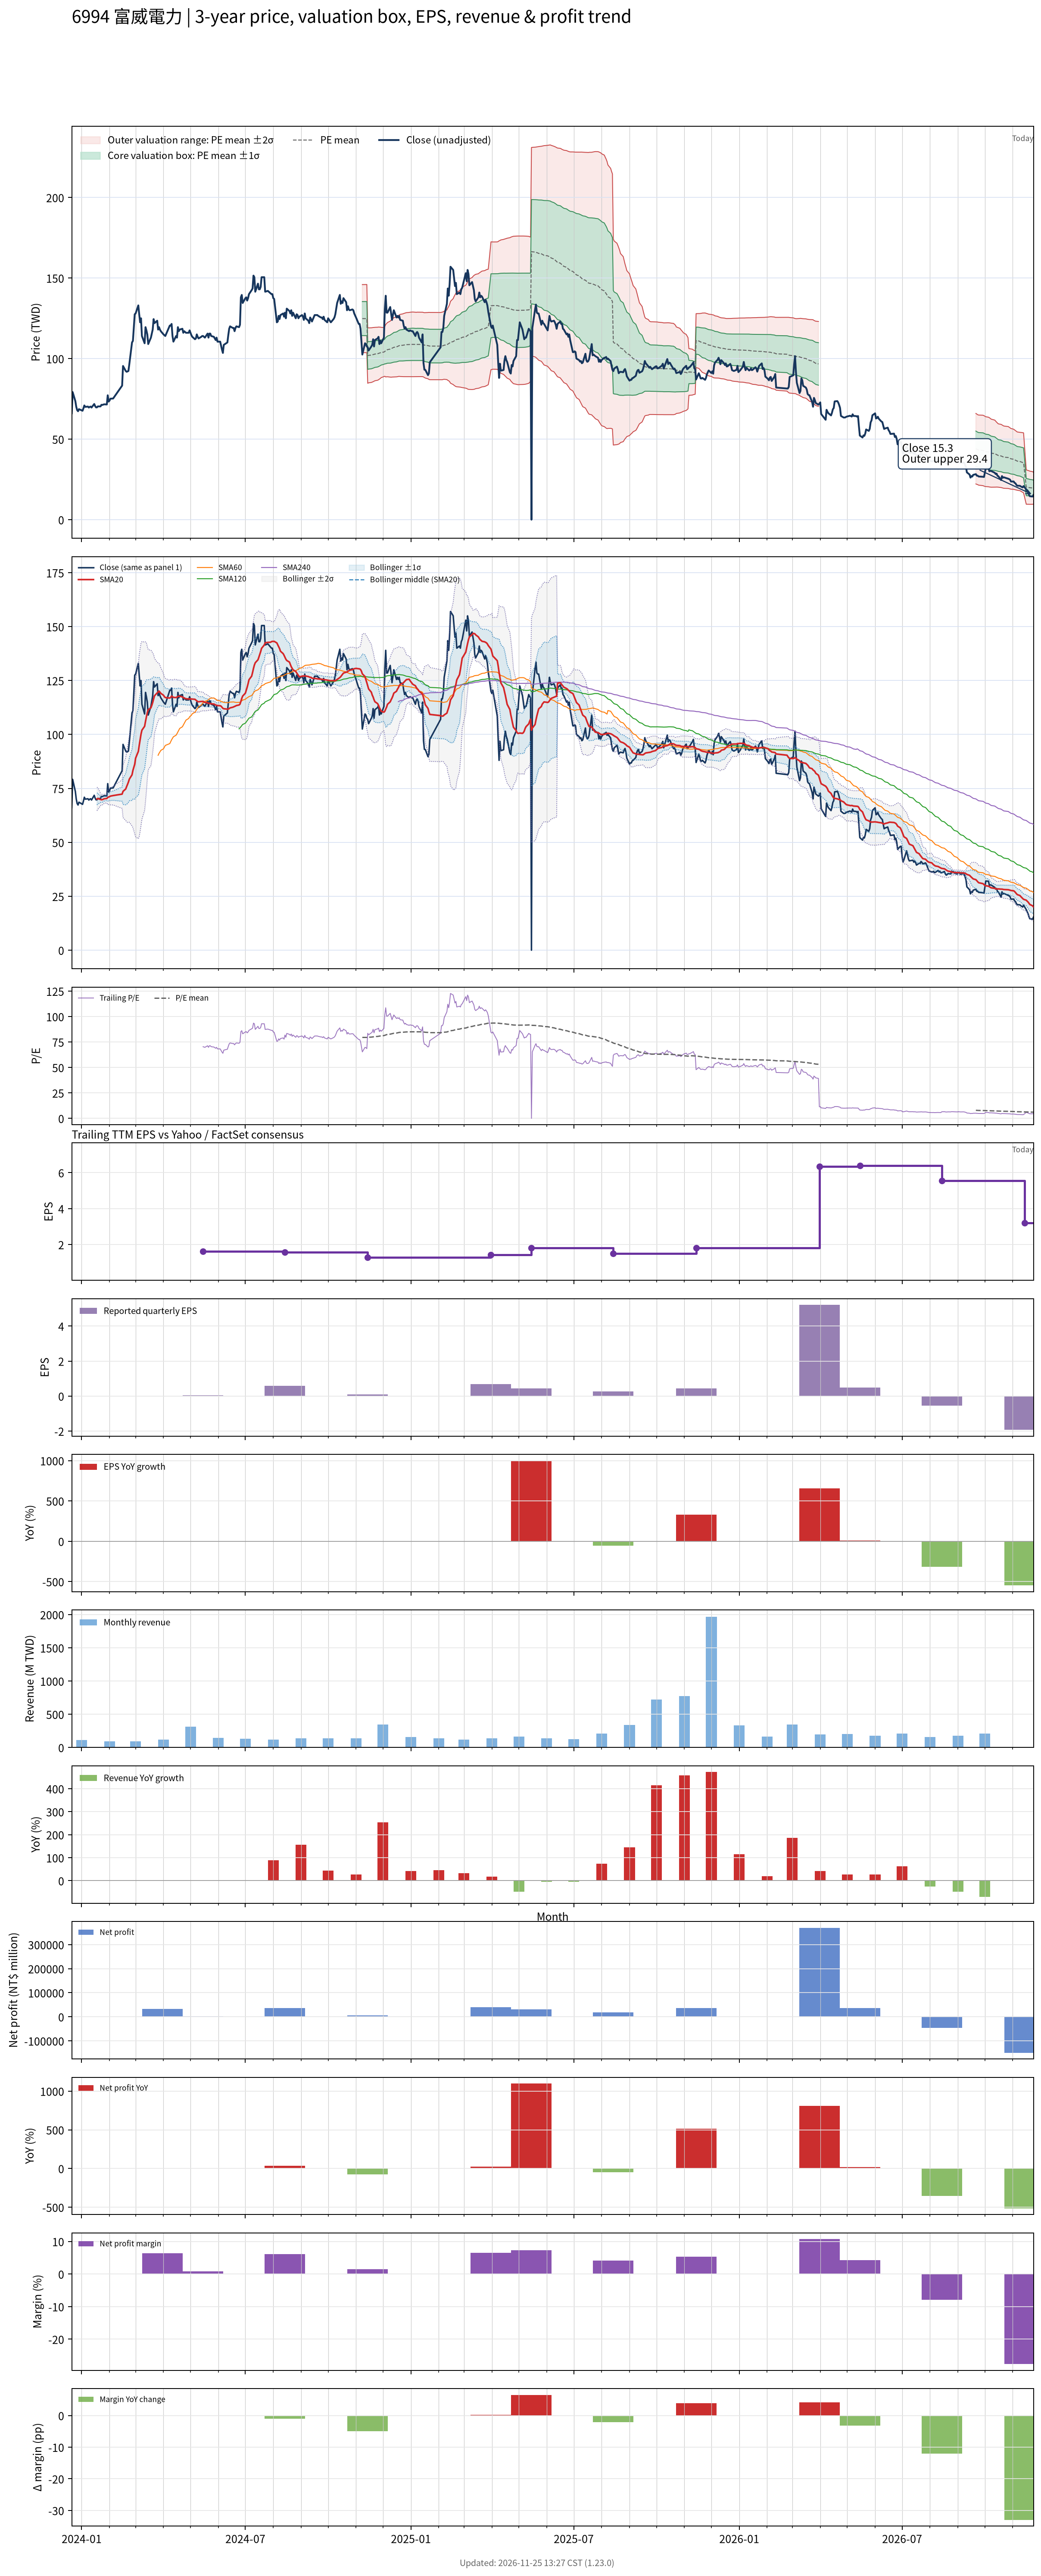 6994 富威電力 | 3-year price, valuation box, EPS, revenue & profit trend
Outer valuation range: PE mean ±2σ
PE mean
Close (unadjusted)
Core valuation box: PE mean ±1σ
Today
Price (TWD)
200
150
100
50
0
Close 15.3
Outer upper 29.4
Close (same as panel 1)
SMA20
SMA60
SMA120
SMA240
Bollinger ±2σ
Bollinger ±1σ
Bollinger middle (SMA20)
Price
175
150
125
100
75
50
25
0
Trailing P/E
P/E mean
P/E
125
100
75
50
25
0
Trailing TTM EPS vs Yahoo / FactSet consensus
Today
EPS
6
4
2
Reported quarterly EPS
EPS
4
2
0
-2
EPS YoY growth
YoY (%)
1000
500
0
-500
Monthly revenue
Revenue (M TWD)
2000
1500
1000
500
0
Revenue YoY growth
YoY (%)
400
300
200
100
0
Month
Net profit
Net profit (NT$ million)
300000
200000
100000
0
-100000
Net profit YoY
YoY (%)
1000
500
0
-500
Net profit margin
Margin (%)
10
0
-10
-20
Margin YoY change
Δ margin (pp)
0
-10
-20
-30
2024-01
2024-07
2025-01
2025-07
2026-01
2026-07
Updated: 2026-11-25 13:27 CST (1.23.0)